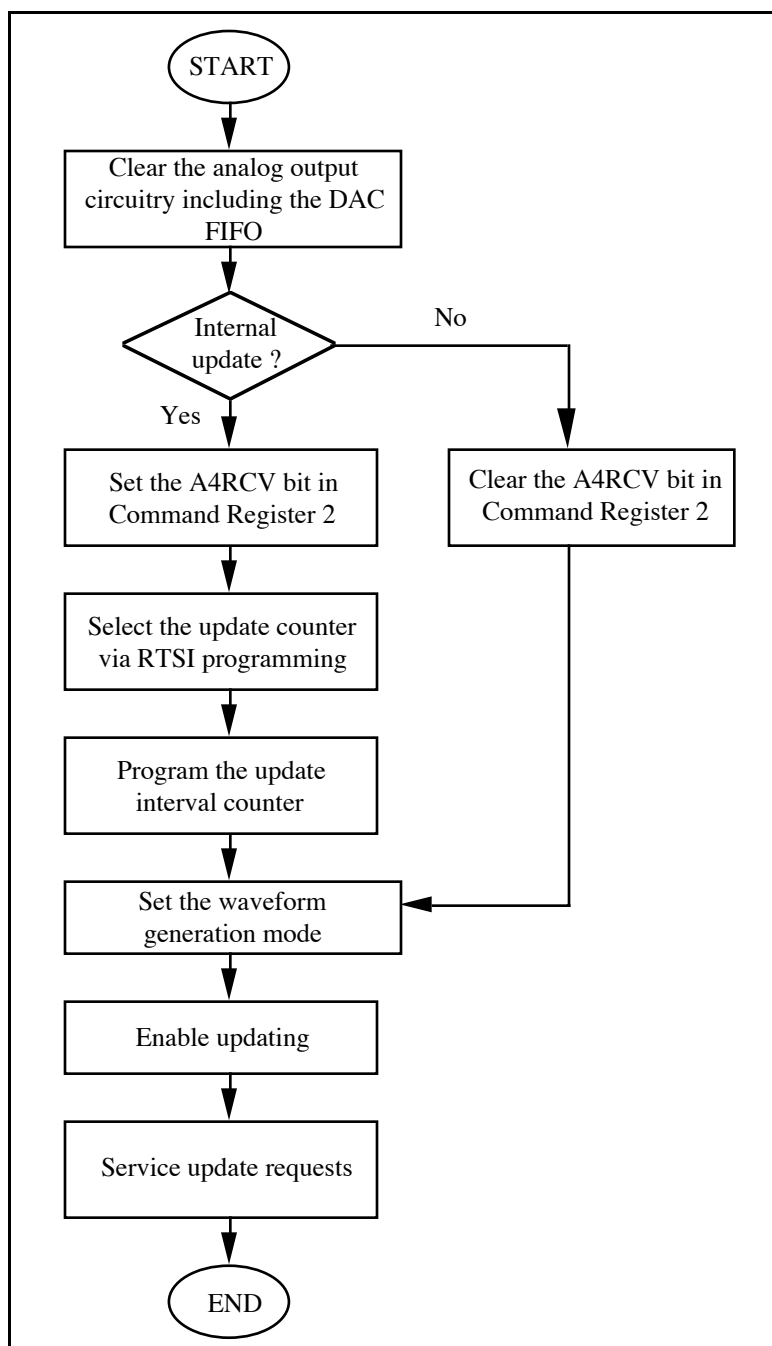 START
Clear the analog output
circuitry including the DAC
FIFO
Internal
update ?
No
Yes
Set the A4RCV bit in
Command Register 2
Clear the A4RCV bit in
Command Register 2
Select the update counter
via RTSI programming
Program the update
interval counter
Set the waveform
generation mode
Enable updating
Service update requests
END